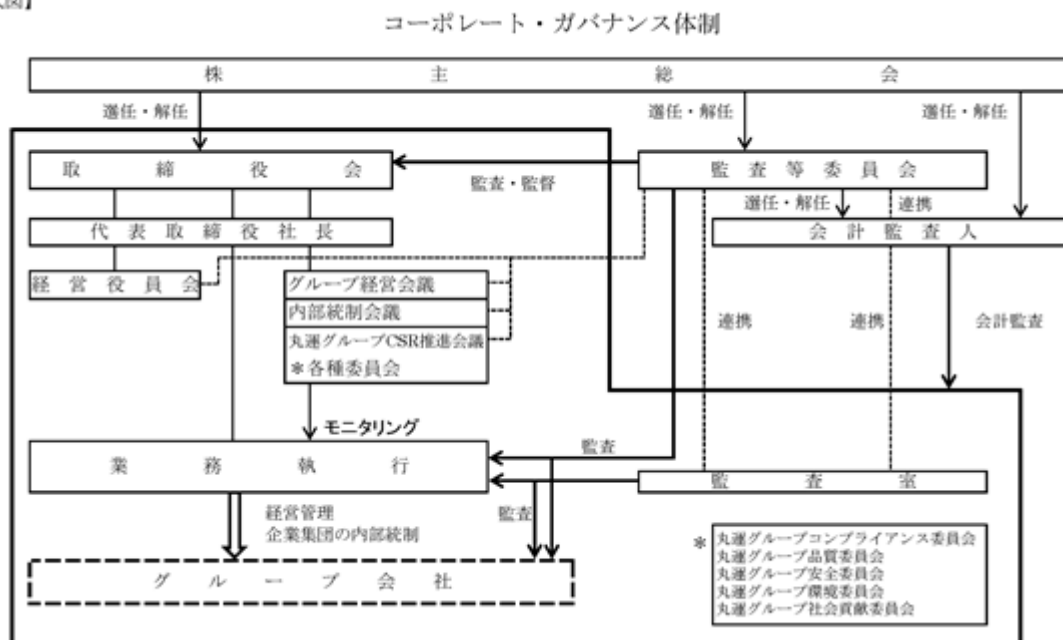 コーポレート・ガバナンス体制
株主総会
選任・解任
選任・解任
選任・解任
取締役会
監査・監督
監査等委員会
選任・解任
連携
代表取締役社長
会計監査人
経営役員会
グループ経営会議
内部統制会議
丸運グループCSR推進会議
＊各種委員会
連携
連携
会計監査
モニタリング
監査
業務執行
監査室
経営管理
企業集団の内部統制
監査
グループ会社
＊
丸運グループコンプライアンス委員会
丸運グループ品質委員会
丸運グループ安全委員会
丸運グループ環境委員会
丸運グループ社会貢献委員会